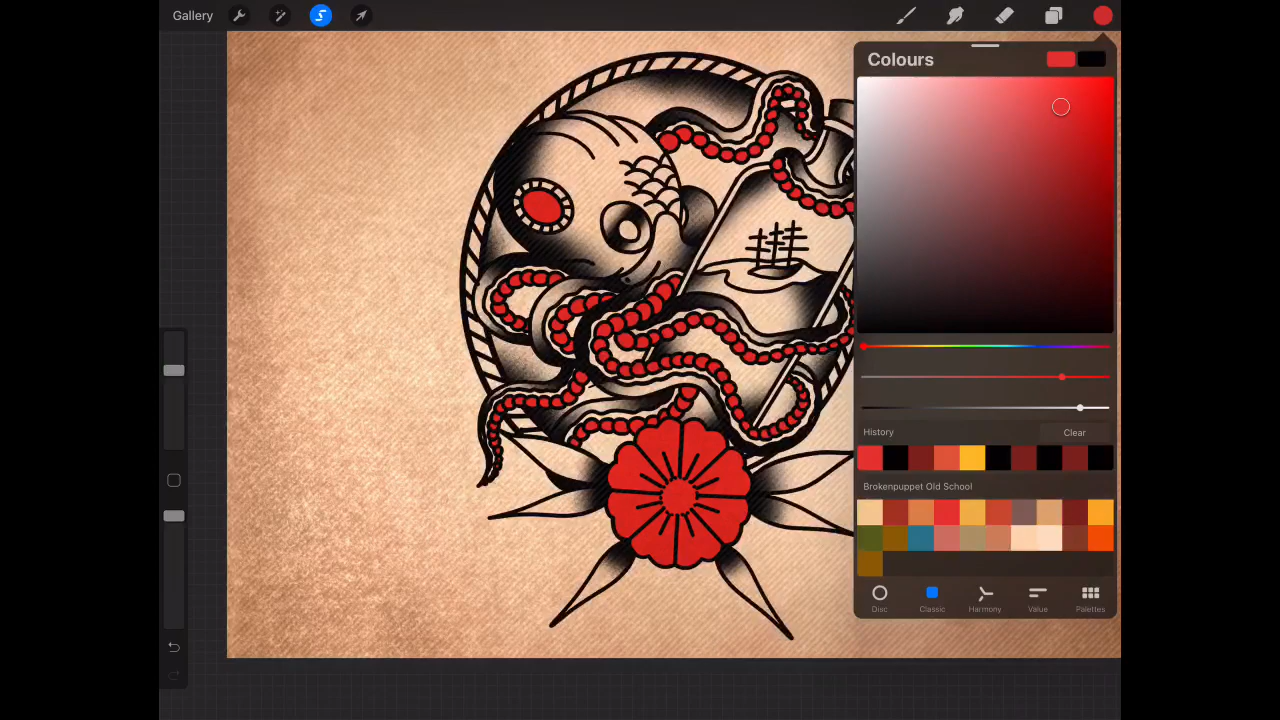 Gallery
Colours
History
Clear
Brokenpuppet Old School
Disc
Classic
Harmony
Value
Palettes